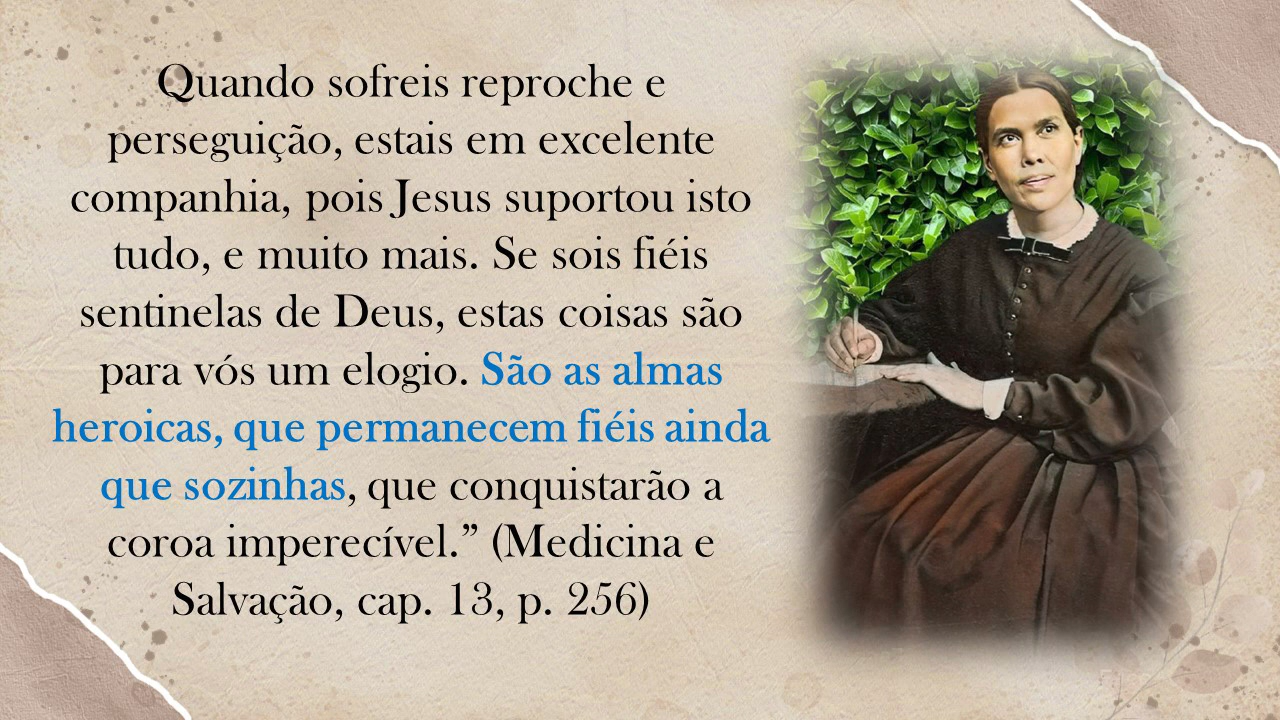 Quando sofreis reproche e
perseguição, estais em excelente
companhia, pois Jesus suportou isto
tudo, e muito mais. Se sois fiéis
sentinelas de Deus, estas coisas são
para vós um elogio. São as almas
heroicas, que permanecem fiéis ainda
que sozinhas, que conquistarão a
coroa imperecível.” (Medicina e
Salvação, cap. 13, p. 256)